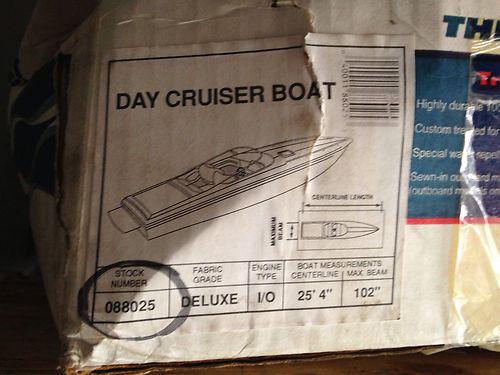 DAY CRUISER BOAT
CENTERLINE LENGTH
MAXIMUM
BEAM
STOCK
NUMBER
088025
FABRIC
GRADE
DELUXE
ENGINE
TYPE
I/O
BOAT MEASUREMENTS
CENTERLINE
MAX. BEAM
25' 4"
102"
Highly durable
Custom
for
Special
Sewn-in